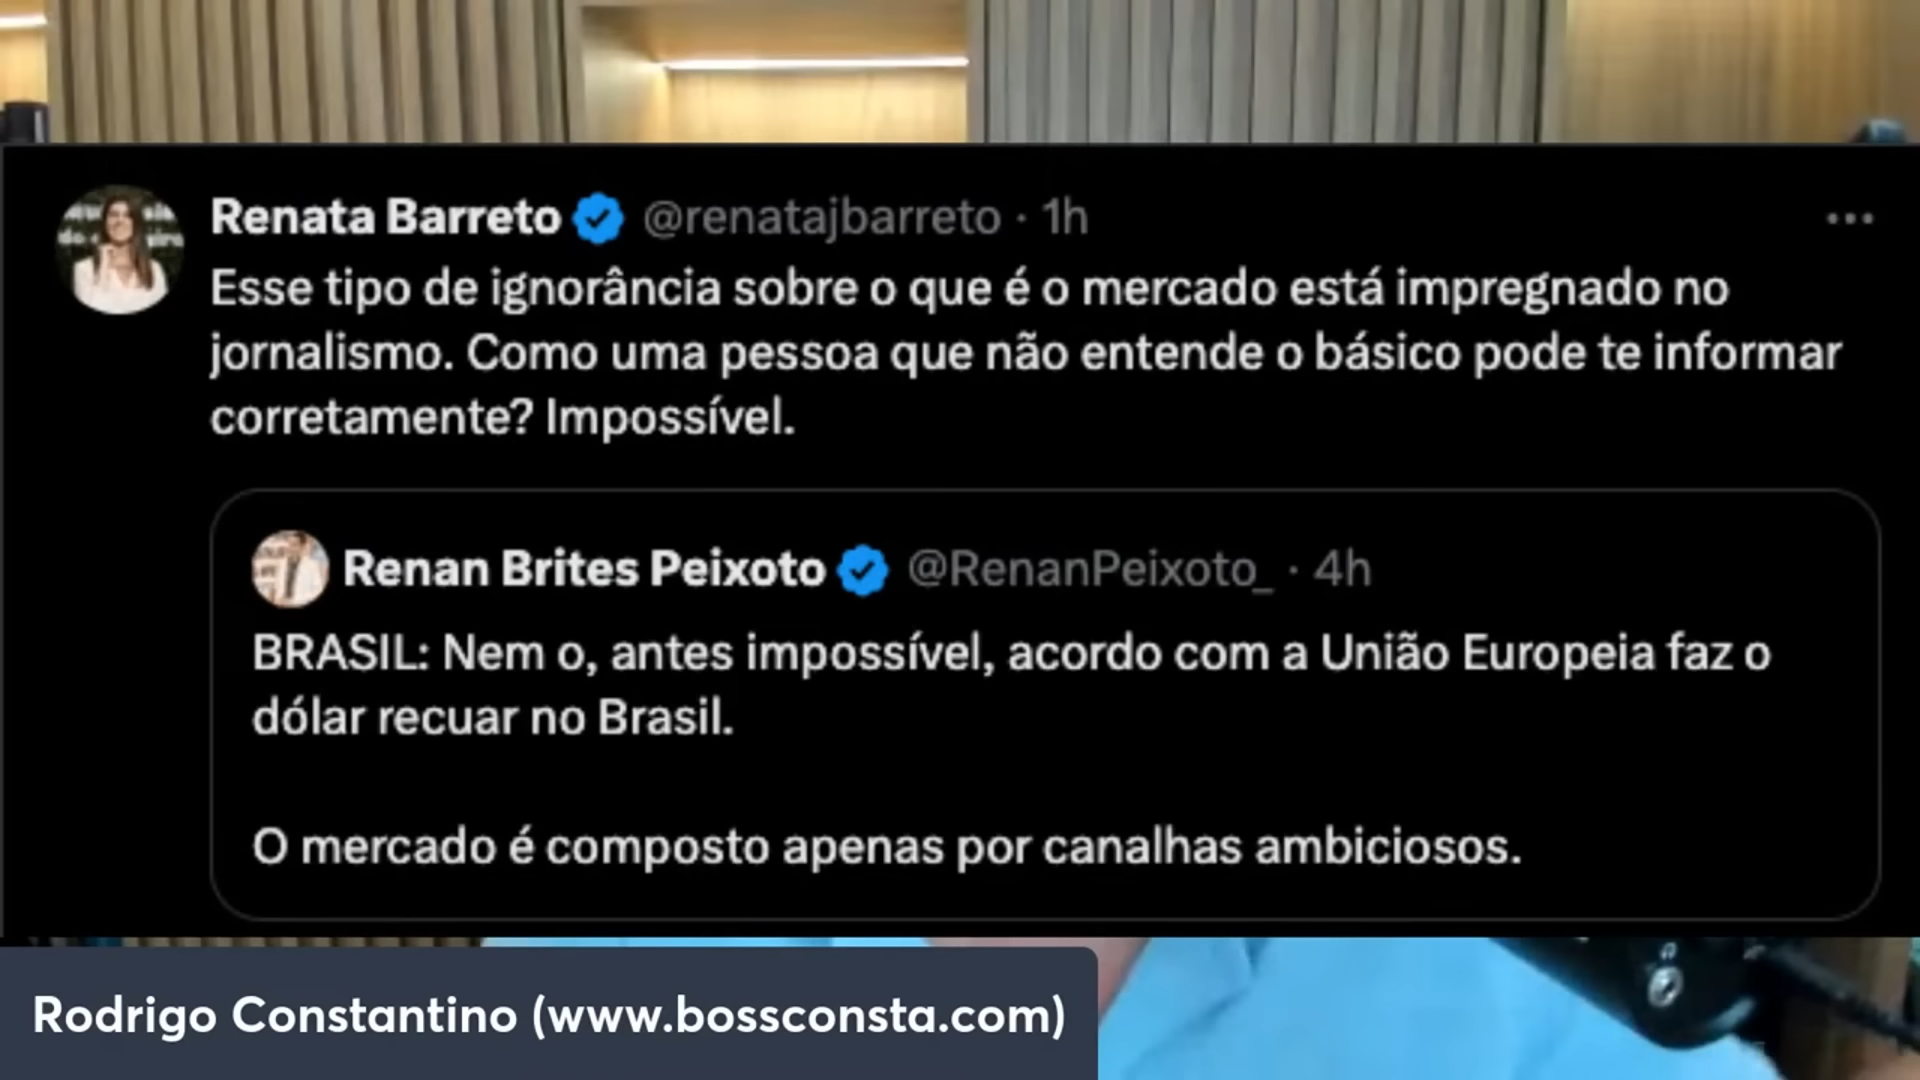 Renata Barreto @renatajbarreto · 1h
Esse tipo de ignorância sobre o que é o mercado está impregnado no
jornalismo. Como uma pessoa que não entende o básico pode te informar
corretamente? Impossível.
Renan Brites Peixoto @RenanPeixoto_ · 4h
BRASIL: Nem o, antes impossível, acordo com a União Europeia faz o
dólar recuar no Brasil.
O mercado é composto apenas por canalhas ambiciosos.
Rodrigo Constantino (www.bossconsta.com)